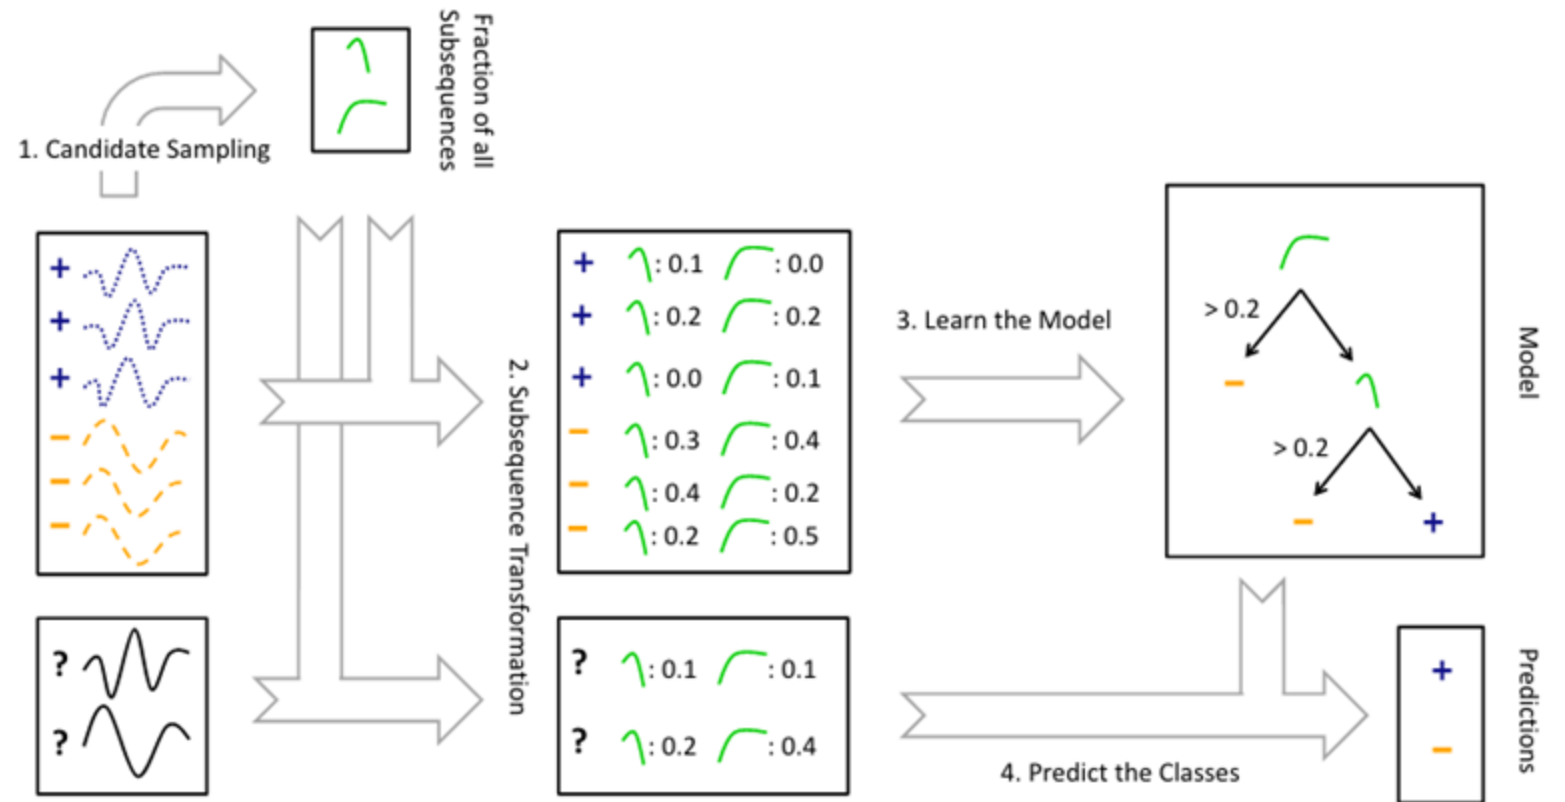 Fraction of all
Subsequences
1. Candidate Sampling
+
+
+
−
−
−
?
?
2. Subsequence Transformation
+ : 0.1 : 0.0
+ : 0.2 : 0.2
+ : 0.0 : 0.1
− : 0.3 : 0.4
− : 0.4 : 0.2
− : 0.2 : 0.5
? : 0.1 : 0.1
? : 0.2 : 0.4
3. Learn the Model
> 0.2
−
> 0.2
− +
Model
4. Predict the Classes
+
−
Predictions